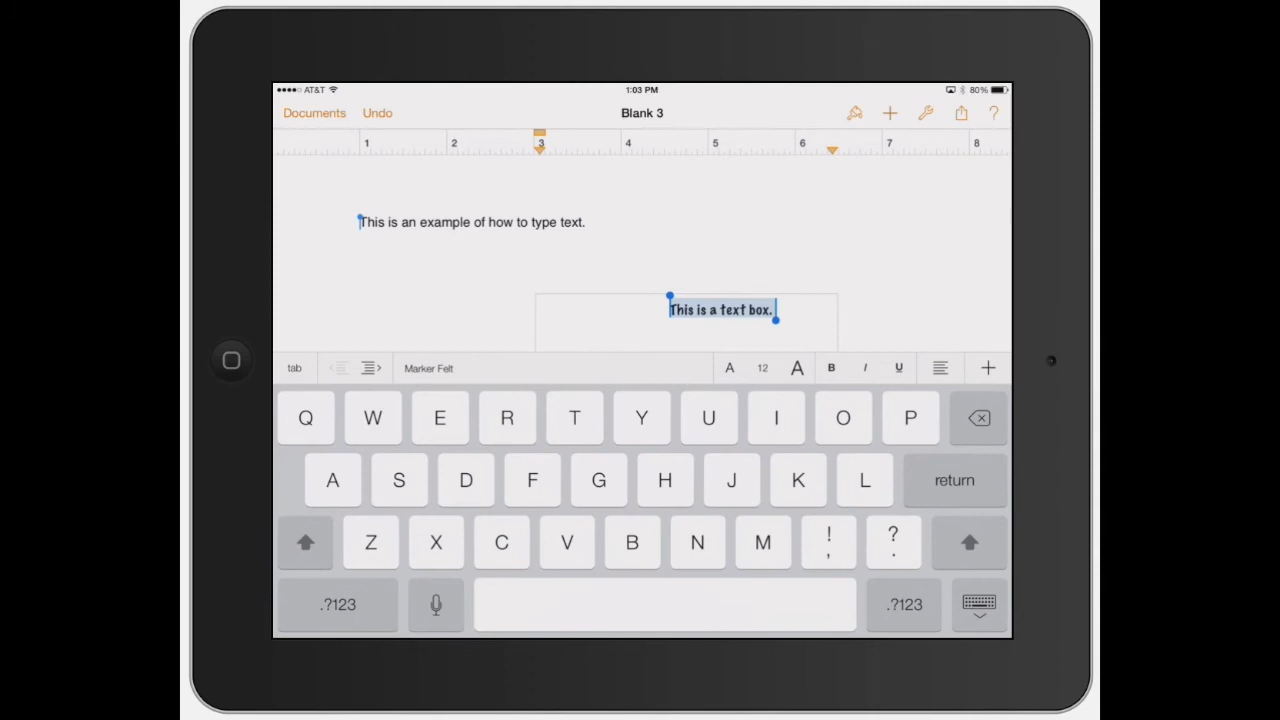 AT&T 1:03 PM 80%
Documents Undo Blank 3 ?
1 2 3 4 5 6 7 8
This is an example of how to type text.
This is a text box.
tab Marker Felt A 12 A B I U +
Q W E R T Y U I O P
A S D F G H J K L return
Z X C V B N M ! , ? .
.?123 .?123